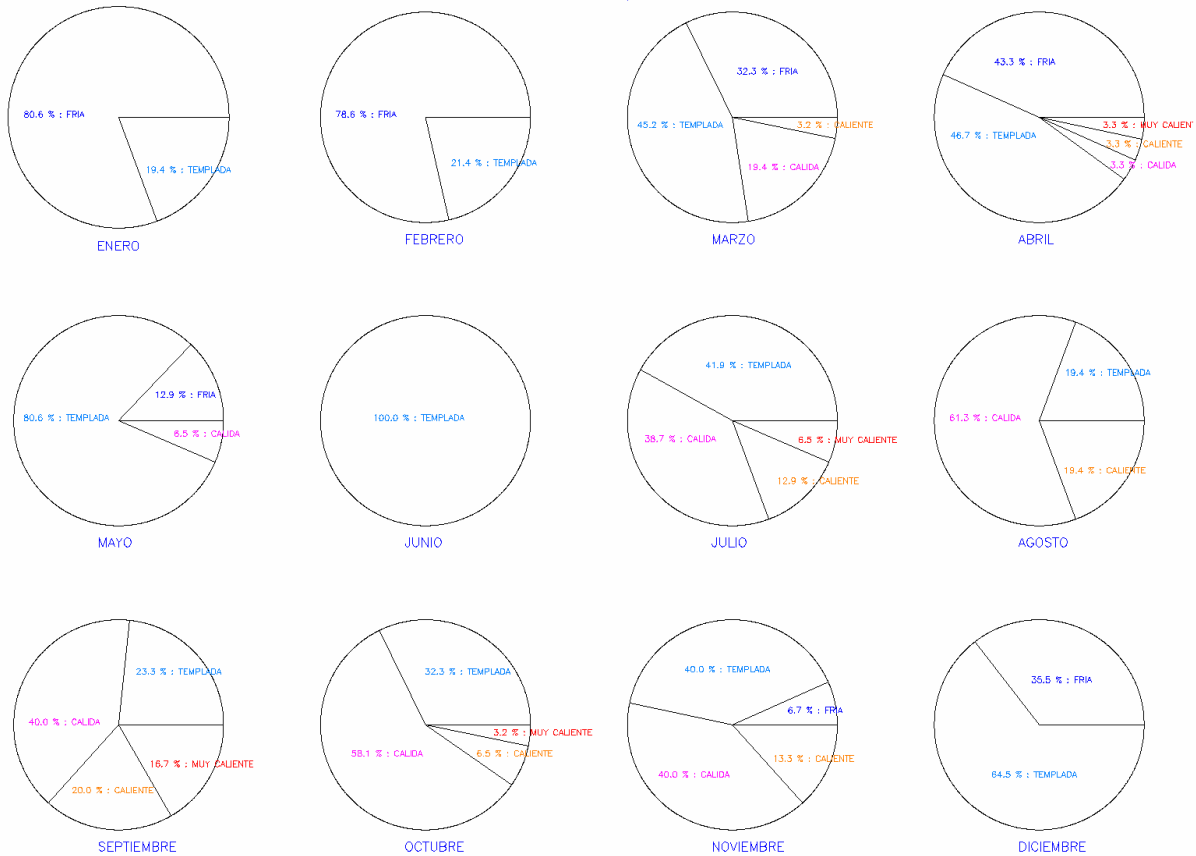 80.6 % : FRIA
19.4 % : TEMPLADA
ENERO
78.6 % : FRIA
21.4 % : TEMPLADA
FEBRERO
32.3 % : FRIA
45.2 % : TEMPLADA
3.2 % : CALIENTE
19.4 % : CALIDA
MARZO
43.3 % : FRIA
46.7 % : TEMPLADA
3.3 % : MUY CALIENT
3.3 % : CALIENTE
3.3 % : CALIDA
ABRIL
12.9 % : FRIA
80.6 % : TEMPLADA
6.5 % : CALIDA
MAYO
100.0 % : TEMPLADA
JUNIO
41.9 % : TEMPLADA
38.7 % : CALIDA
6.5 % : MUY CALIENTE
12.9 % : CALIENTE
JULIO
19.4 % : TEMPLADA
61.3 % : CALIDA
19.4 % : CALIENTE
AGOSTO
23.3 % : TEMPLADA
40.0 % : CALIDA
16.7 % : MUY CALIENTE
20.0 % : CALIENTE
SEPTIEMBRE
32.3 % : TEMPLADA
3.2 % : MUY CALIENTE
58.1 % : CALIDA
6.5 % : CALIENTE
OCTUBRE
40.0 % : TEMPLADA
6.7 % : FRIA
13.3 % : CALIENTE
40.0 % : CALIDA
NOVIEMBRE
35.5 % : FRIA
64.5 % : TEMPLADA
DICIEMBRE